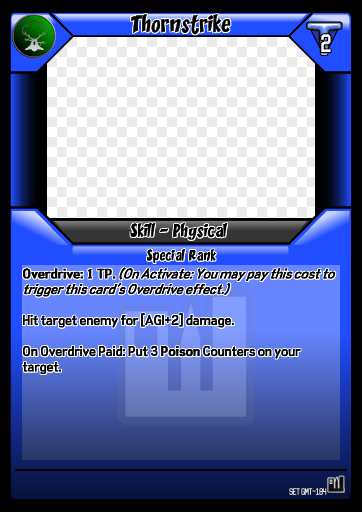 Thornstrike
2
Skill - Physical
Special Rank
Overdrive: 1 TP. (On Activate: You may pay this cost to
trigger this card's Overdrive effect.)
Hit target enemy for [AGI+2] damage.
On Overdrive Paid: Put 3 Poison Counters on your
target.
SET GMT-184